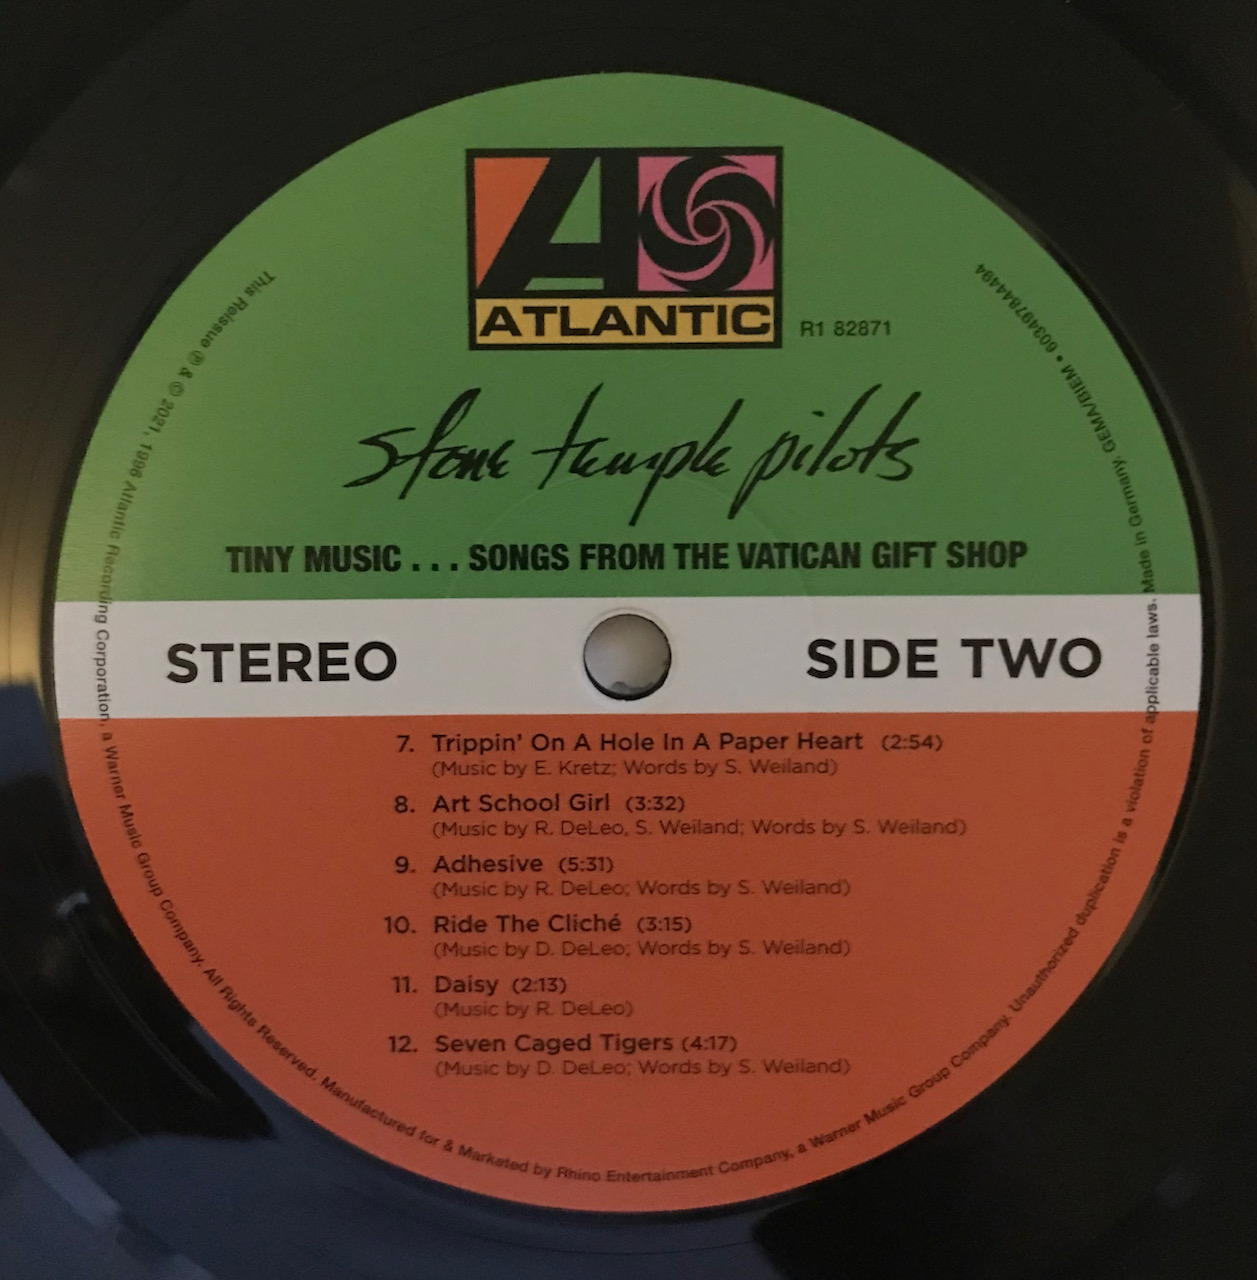 ATLANTIC
R1 82871
stone temple pilots
TINY MUSIC . . . SONGS FROM THE VATICAN GIFT SHOP
STEREO
SIDE TWO
7. Trippin' On A Hole In A Paper Heart (2:54)
(Music by E. Kretz; Words by S. Weiland)
8. Art School Girl (3:32)
(Music by R. DeLeo, S. Weiland; Words by S. Weiland)
9. Adhesive (5:31)
(Music by R. DeLeo; Words by S. Weiland)
10. Ride The Cliché (3:15)
(Music by D. DeLeo; Words by S. Weiland)
11. Daisy (2:13)
(Music by R. DeLeo)
12. Seven Caged Tigers (4:17)
(Music by D. DeLeo; Words by S. Weiland)
This Reissue ℗ & © 2021, 1996 Atlantic Recording Corporation, a Warner Music Group Company. All Rights Reserved. Manufactured for & Marketed by Rhino Entertainment Company, a Warner Music Group Company. Unauthorized duplication is a violation of applicable laws. Made in Germany. GEMA/BIEM • 603497844494